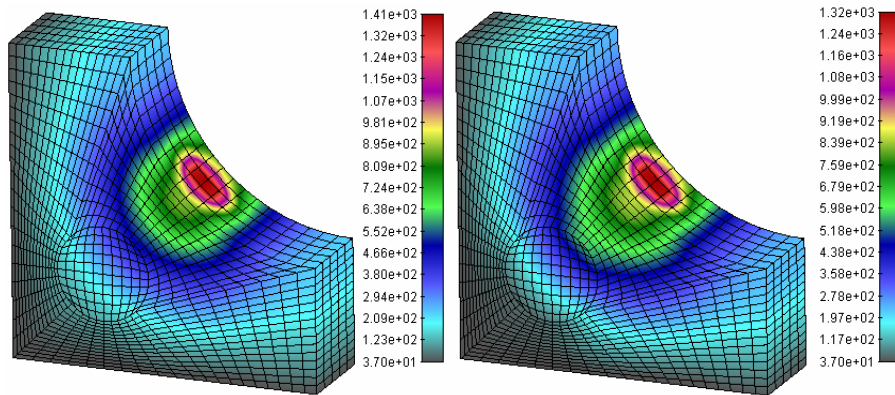 1.41e+03
1.32e+03
1.24e+03
1.15e+03
1.07e+03
9.81e+02
8.95e+02
8.09e+02
7.24e+02
6.38e+02
5.52e+02
4.66e+02
3.80e+02
2.94e+02
2.09e+02
1.23e+02
3.70e+01
1.32e+03
1.24e+03
1.16e+03
1.08e+03
9.99e+02
9.19e+02
8.39e+02
7.59e+02
6.79e+02
5.98e+02
5.18e+02
4.38e+02
3.58e+02
2.78e+02
1.97e+02
1.17e+02
3.70e+01